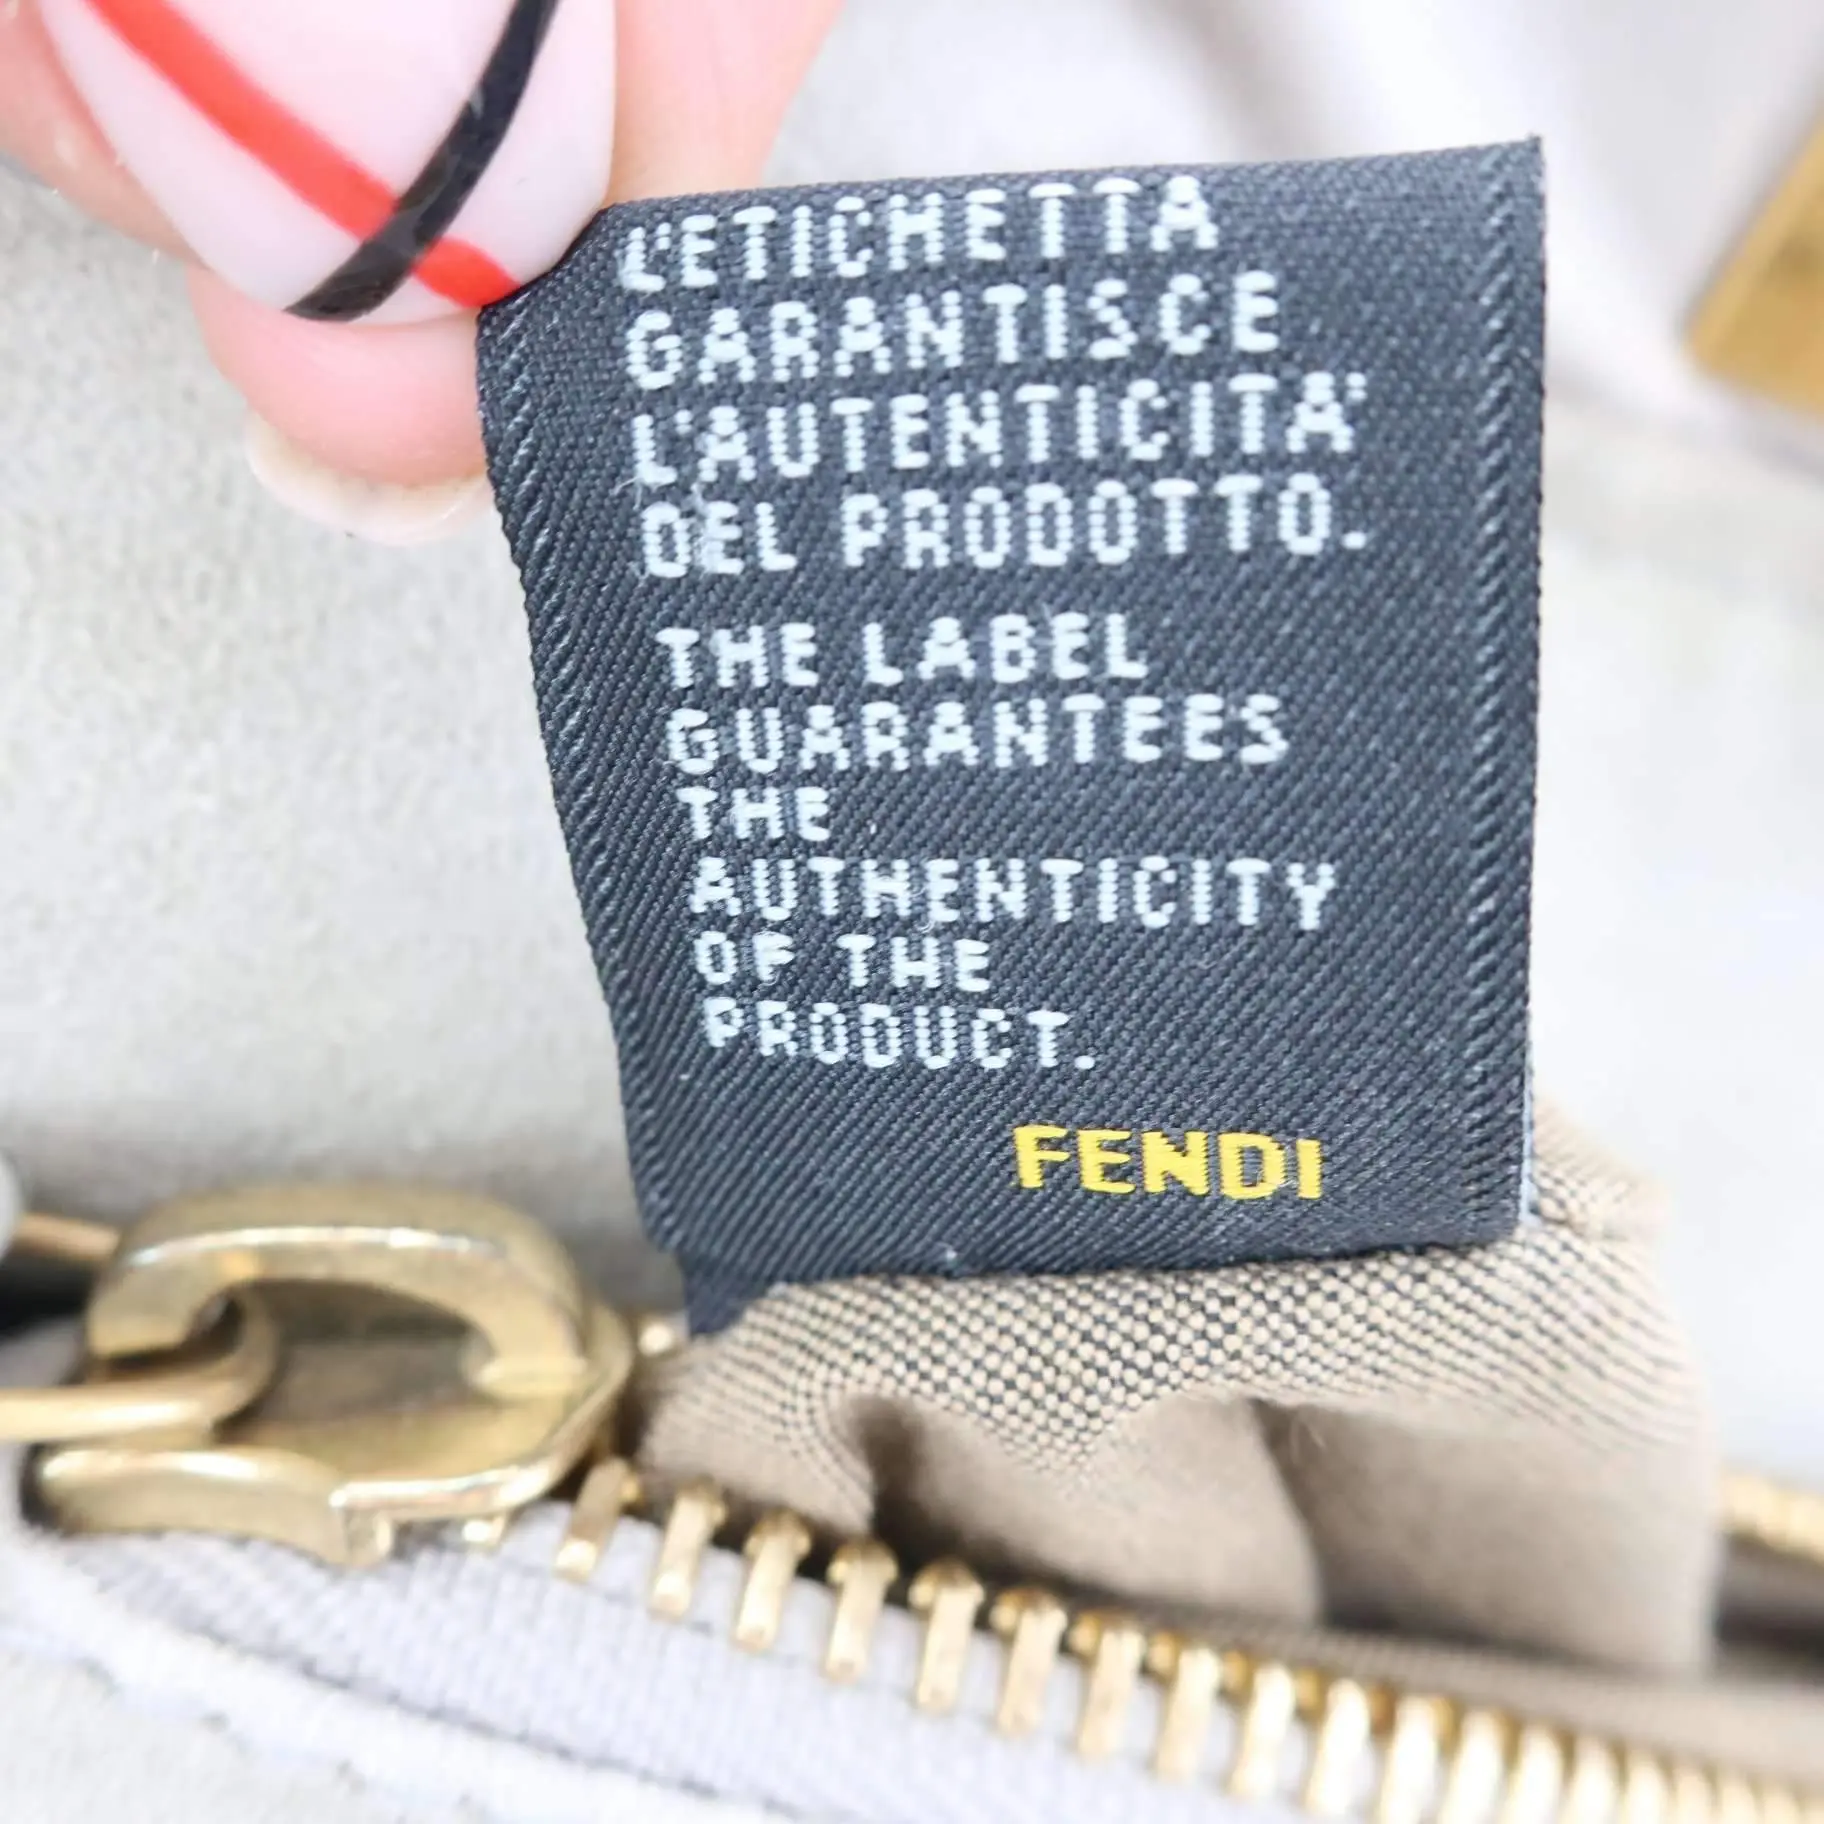 L'ETICHETTA
GARANTISCE
L'AUTENTICITA'
DEL PRODOTTO.
THE LABEL
GUARANTEES
THE
AUTHENTICITY
OF THE
PRODUCT.
FENDI